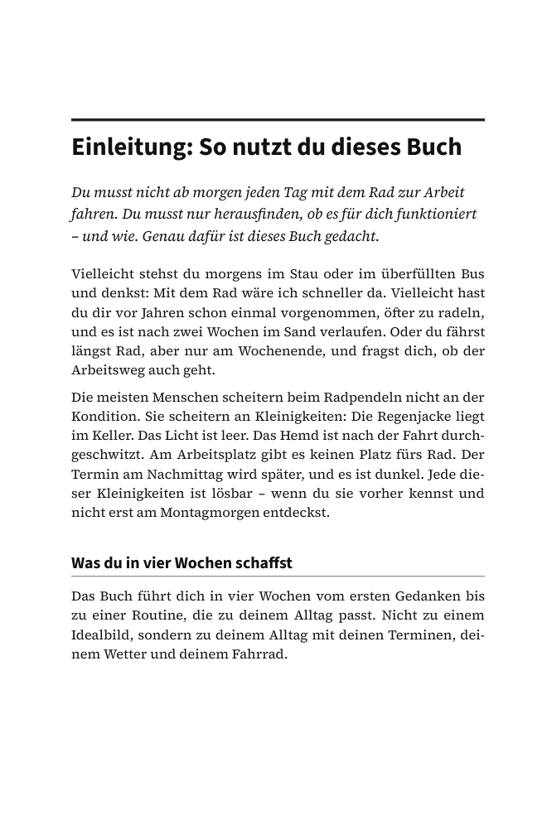 Einleitung: So nutzt du dieses Buch
Du musst nicht ab morgen jeden Tag mit dem Rad zur Arbeit
fahren. Du musst nur herausfinden, ob es für dich funktioniert
– und wie. Genau dafür ist dieses Buch gedacht.
Vielleicht stehst du morgens im Stau oder im überfüllten Bus
und denkst: Mit dem Rad wäre ich schneller da. Vielleicht hast
du dir vor Jahren schon einmal vorgenommen, öfter zu radeln,
und es ist nach zwei Wochen im Sand verlaufen. Oder du fährst
längst Rad, aber nur am Wochenende, und fragst dich, ob der
Arbeitsweg auch geht.
Die meisten Menschen scheitern beim Radpendeln nicht an der
Kondition. Sie scheitern an Kleinigkeiten: Die Regenjacke liegt
im Keller. Das Licht ist leer. Das Hemd ist nach der Fahrt durch-
geschwitzt. Am Arbeitsplatz gibt es keinen Platz fürs Rad. Der
Termin am Nachmittag wird später, und es ist dunkel. Jede die-
ser Kleinigkeiten ist lösbar – wenn du sie vorher kennst und
nicht erst am Montagmorgen entdeckst.
Was du in vier Wochen schaffst
Das Buch führt dich in vier Wochen vom ersten Gedanken bis
zu einer Routine, die zu deinem Alltag passt. Nicht zu einem
Idealbild, sondern zu deinem Alltag mit deinen Terminen, dei-
nem Wetter und deinem Fahrrad.